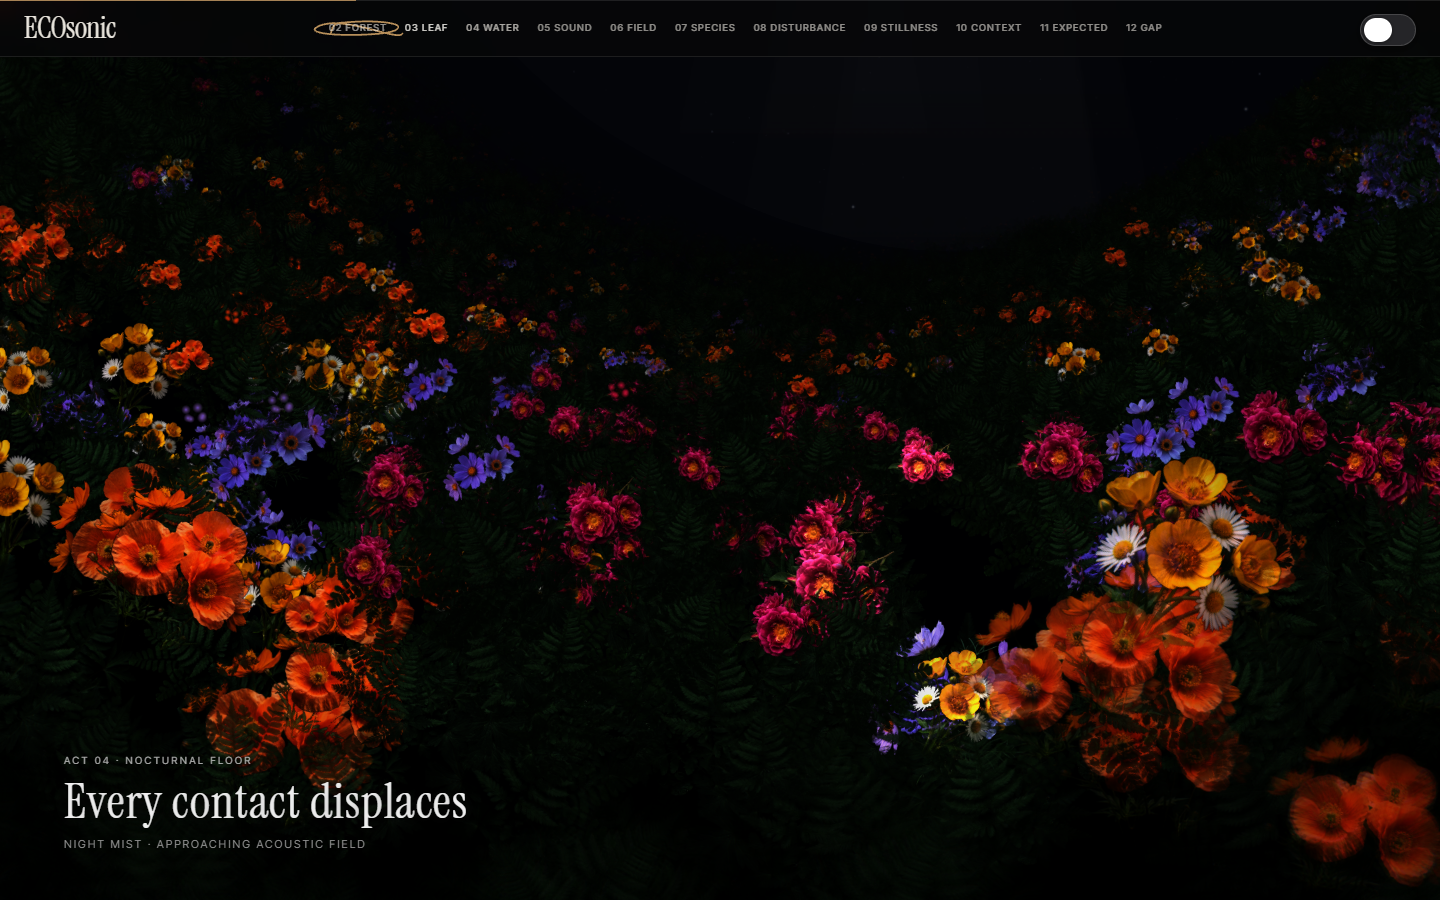 ECOsonic
02 FOREST
03 LEAF
04 WATER
05 SOUND
06 FIELD
07 SPECIES
08 DISTURBANCE
09 STILLNESS
10 CONTEXT
11 EXPECTED
12 GAP
ACT 04 · NOCTURNAL FLOOR
Every contact displaces
NIGHT MIST · APPROACHING ACOUSTIC FIELD